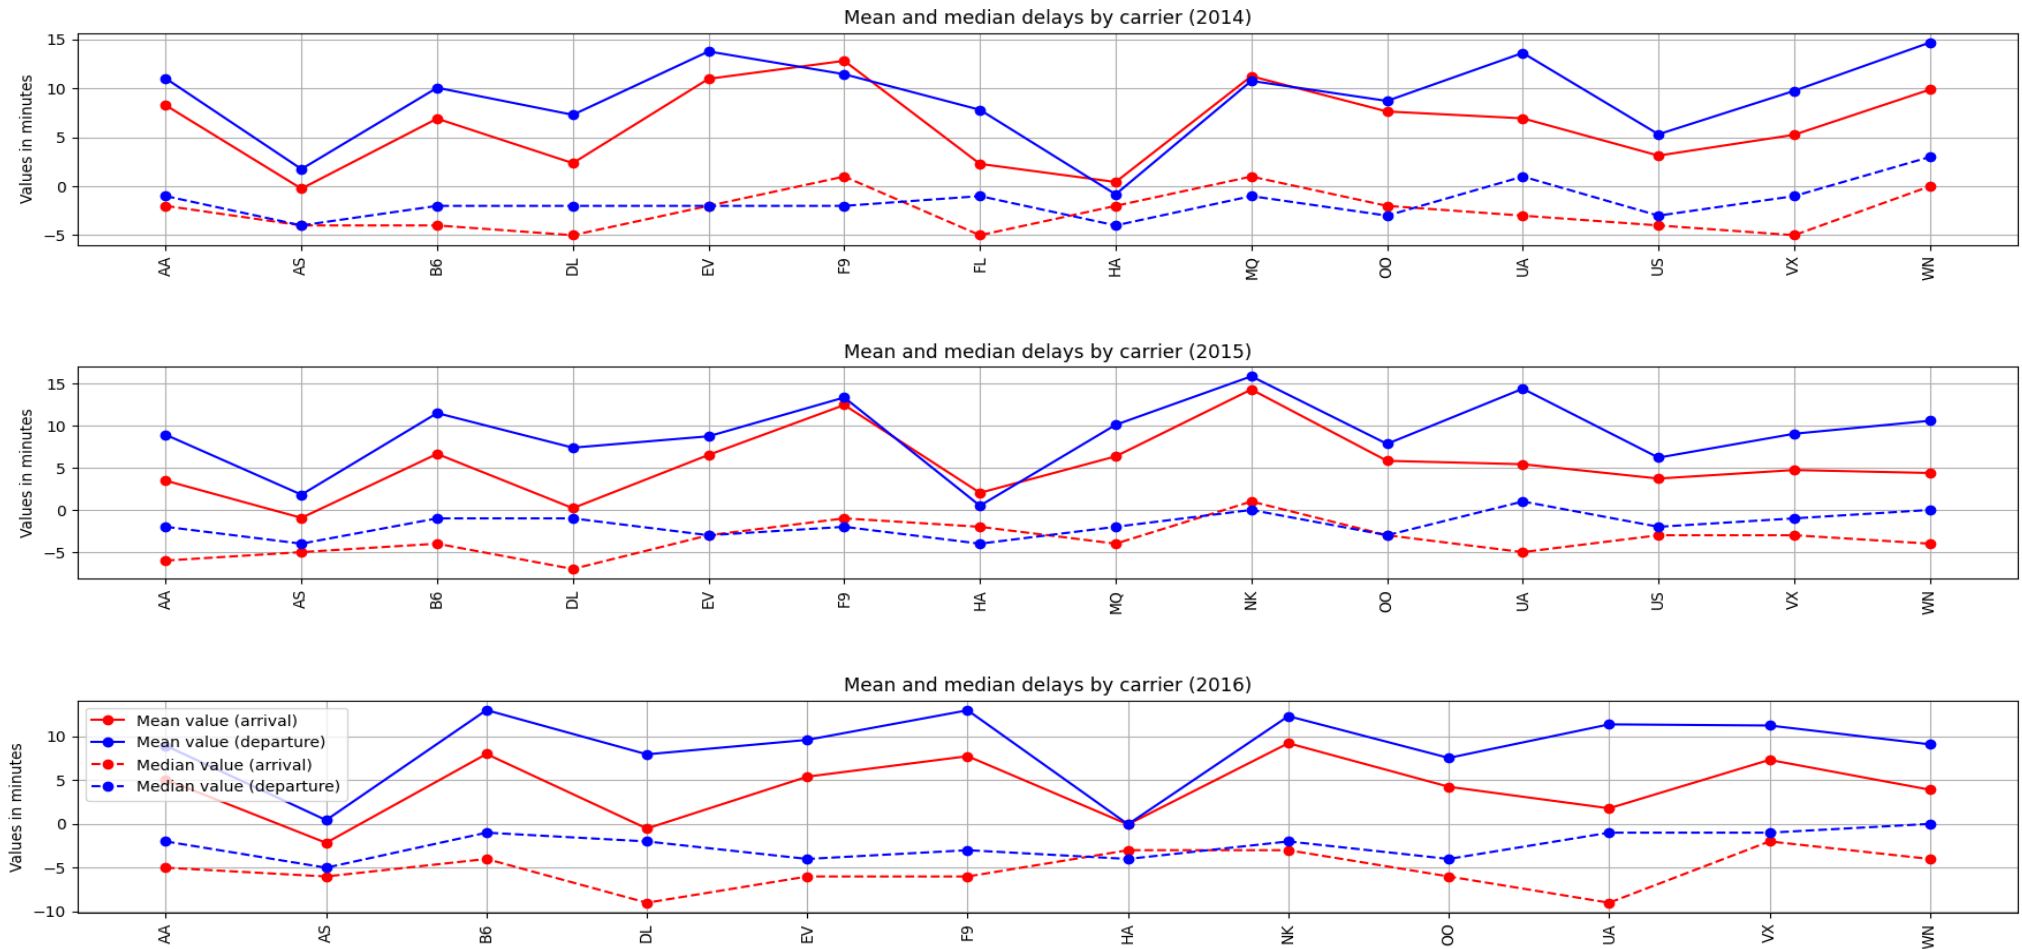 Mean and median delays by carrier (2014)
Values in minutes
15
10
5
0
−5
AA AS B6 DL EV F9 FL HA MQ OO UA US VX WN
Mean and median delays by carrier (2015)
Values in minutes
15
10
5
0
−5
AA AS B6 DL EV F9 HA MQ NK OO UA US VX WN
Mean and median delays by carrier (2016)
Values in minutes
10
5
0
−5
−10
Mean value (arrival)
Mean value (departure)
Median value (arrival)
Median value (departure)
AA AS B6 DL EV F9 HA NK OO UA VX WN